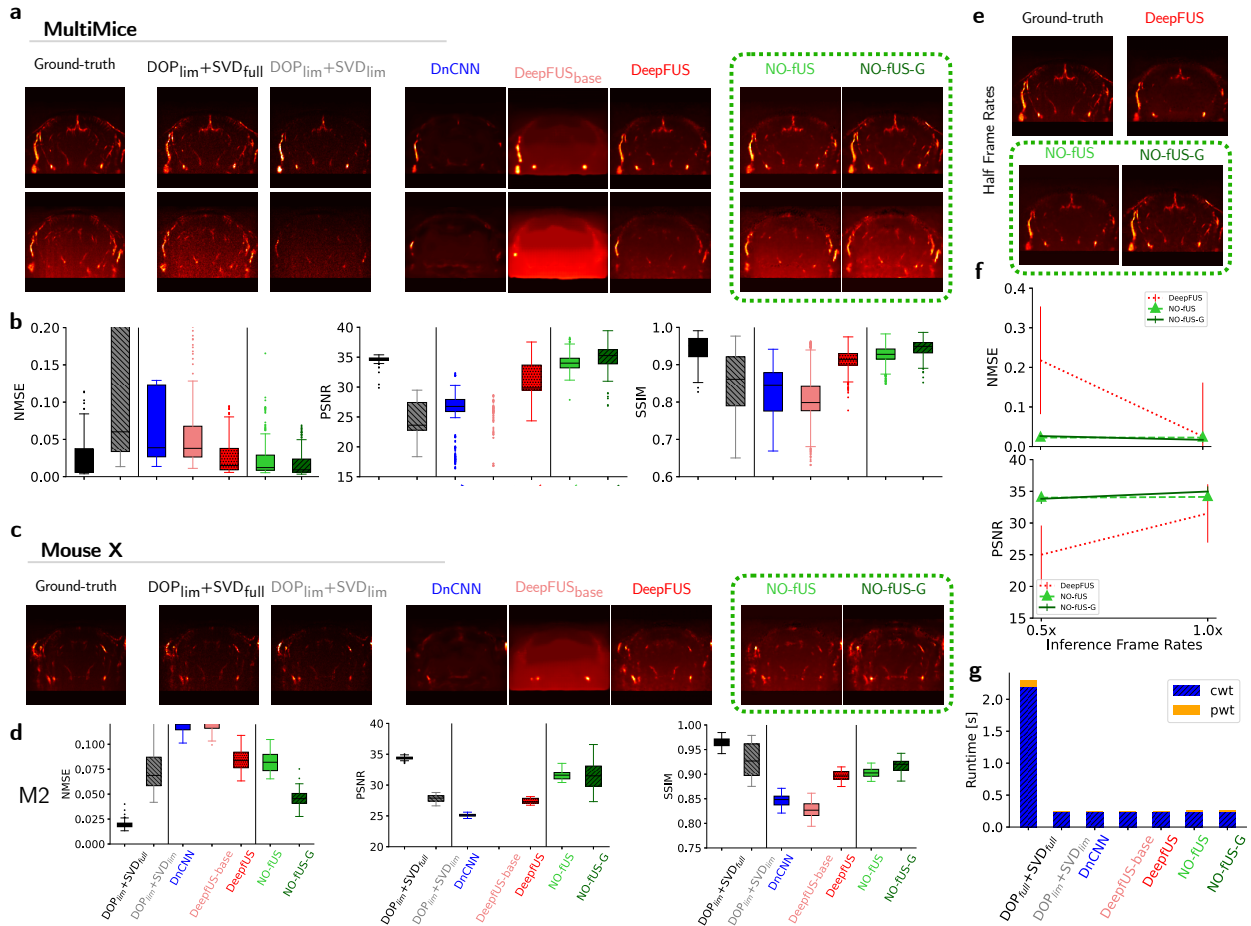 a
MultiMice
Ground-truth
DOPlim+SVDfull
DOPlim+SVDlim
DnCNN
DeepFUSbase
DeepFUS
NO-fUS
NO-fUS-G
b
NMSE
0.20
0.15
0.10
0.05
0.00
PSNR
40
35
30
25
20
15
SSIM
1.0
0.9
0.8
0.7
0.6
c
Mouse X
Ground-truth
DOPlim+SVDfull
DOPlim+SVDlim
DnCNN
DeepFUSbase
DeepFUS
NO-fUS
NO-fUS-G
d
M2
NMSE
0.100
0.075
0.050
0.025
0.000
DOPlim+SVDfull
DOPlim+SVDlim
DnCNN
DeepfUS-base
DeepfUS
NO-fUS
NO-fUS-G
PSNR
40
35
30
25
20
DOPlim+SVDfull
DOPlim+SVDlim
DnCNN
DeepfUS-base
DeepfUS
NO-fUS
NO-fUS-G
SSIM
1.00
0.95
0.90
0.85
0.80
DOPlim+SVDfull
DOPlim+SVDlim
DnCNN
DeepfUS-base
DeepfUS
NO-fUS
NO-fUS-G
e
Half Frame Rates
Ground-truth
DeepFUS
NO-fUS
NO-fUS-G
f
NMSE
0.4
0.3
0.2
0.1
0.0
DeepFUS
NO-fUS
NO-fUS-G
PSNR
40
35
30
25
20
15
DeepFUS
NO-fUS
NO-fUS-G
0.5x
1.0x
Inference Frame Rates
g
Runtime [s]
2.0
1.5
1.0
0.5
0.0
cwt
pwt
DOPfull+SVDfull
DOPlim+SVDlim
DnCNN
DeepfUS-base
DeepfUS
NO-fUS
NO-fUS-G